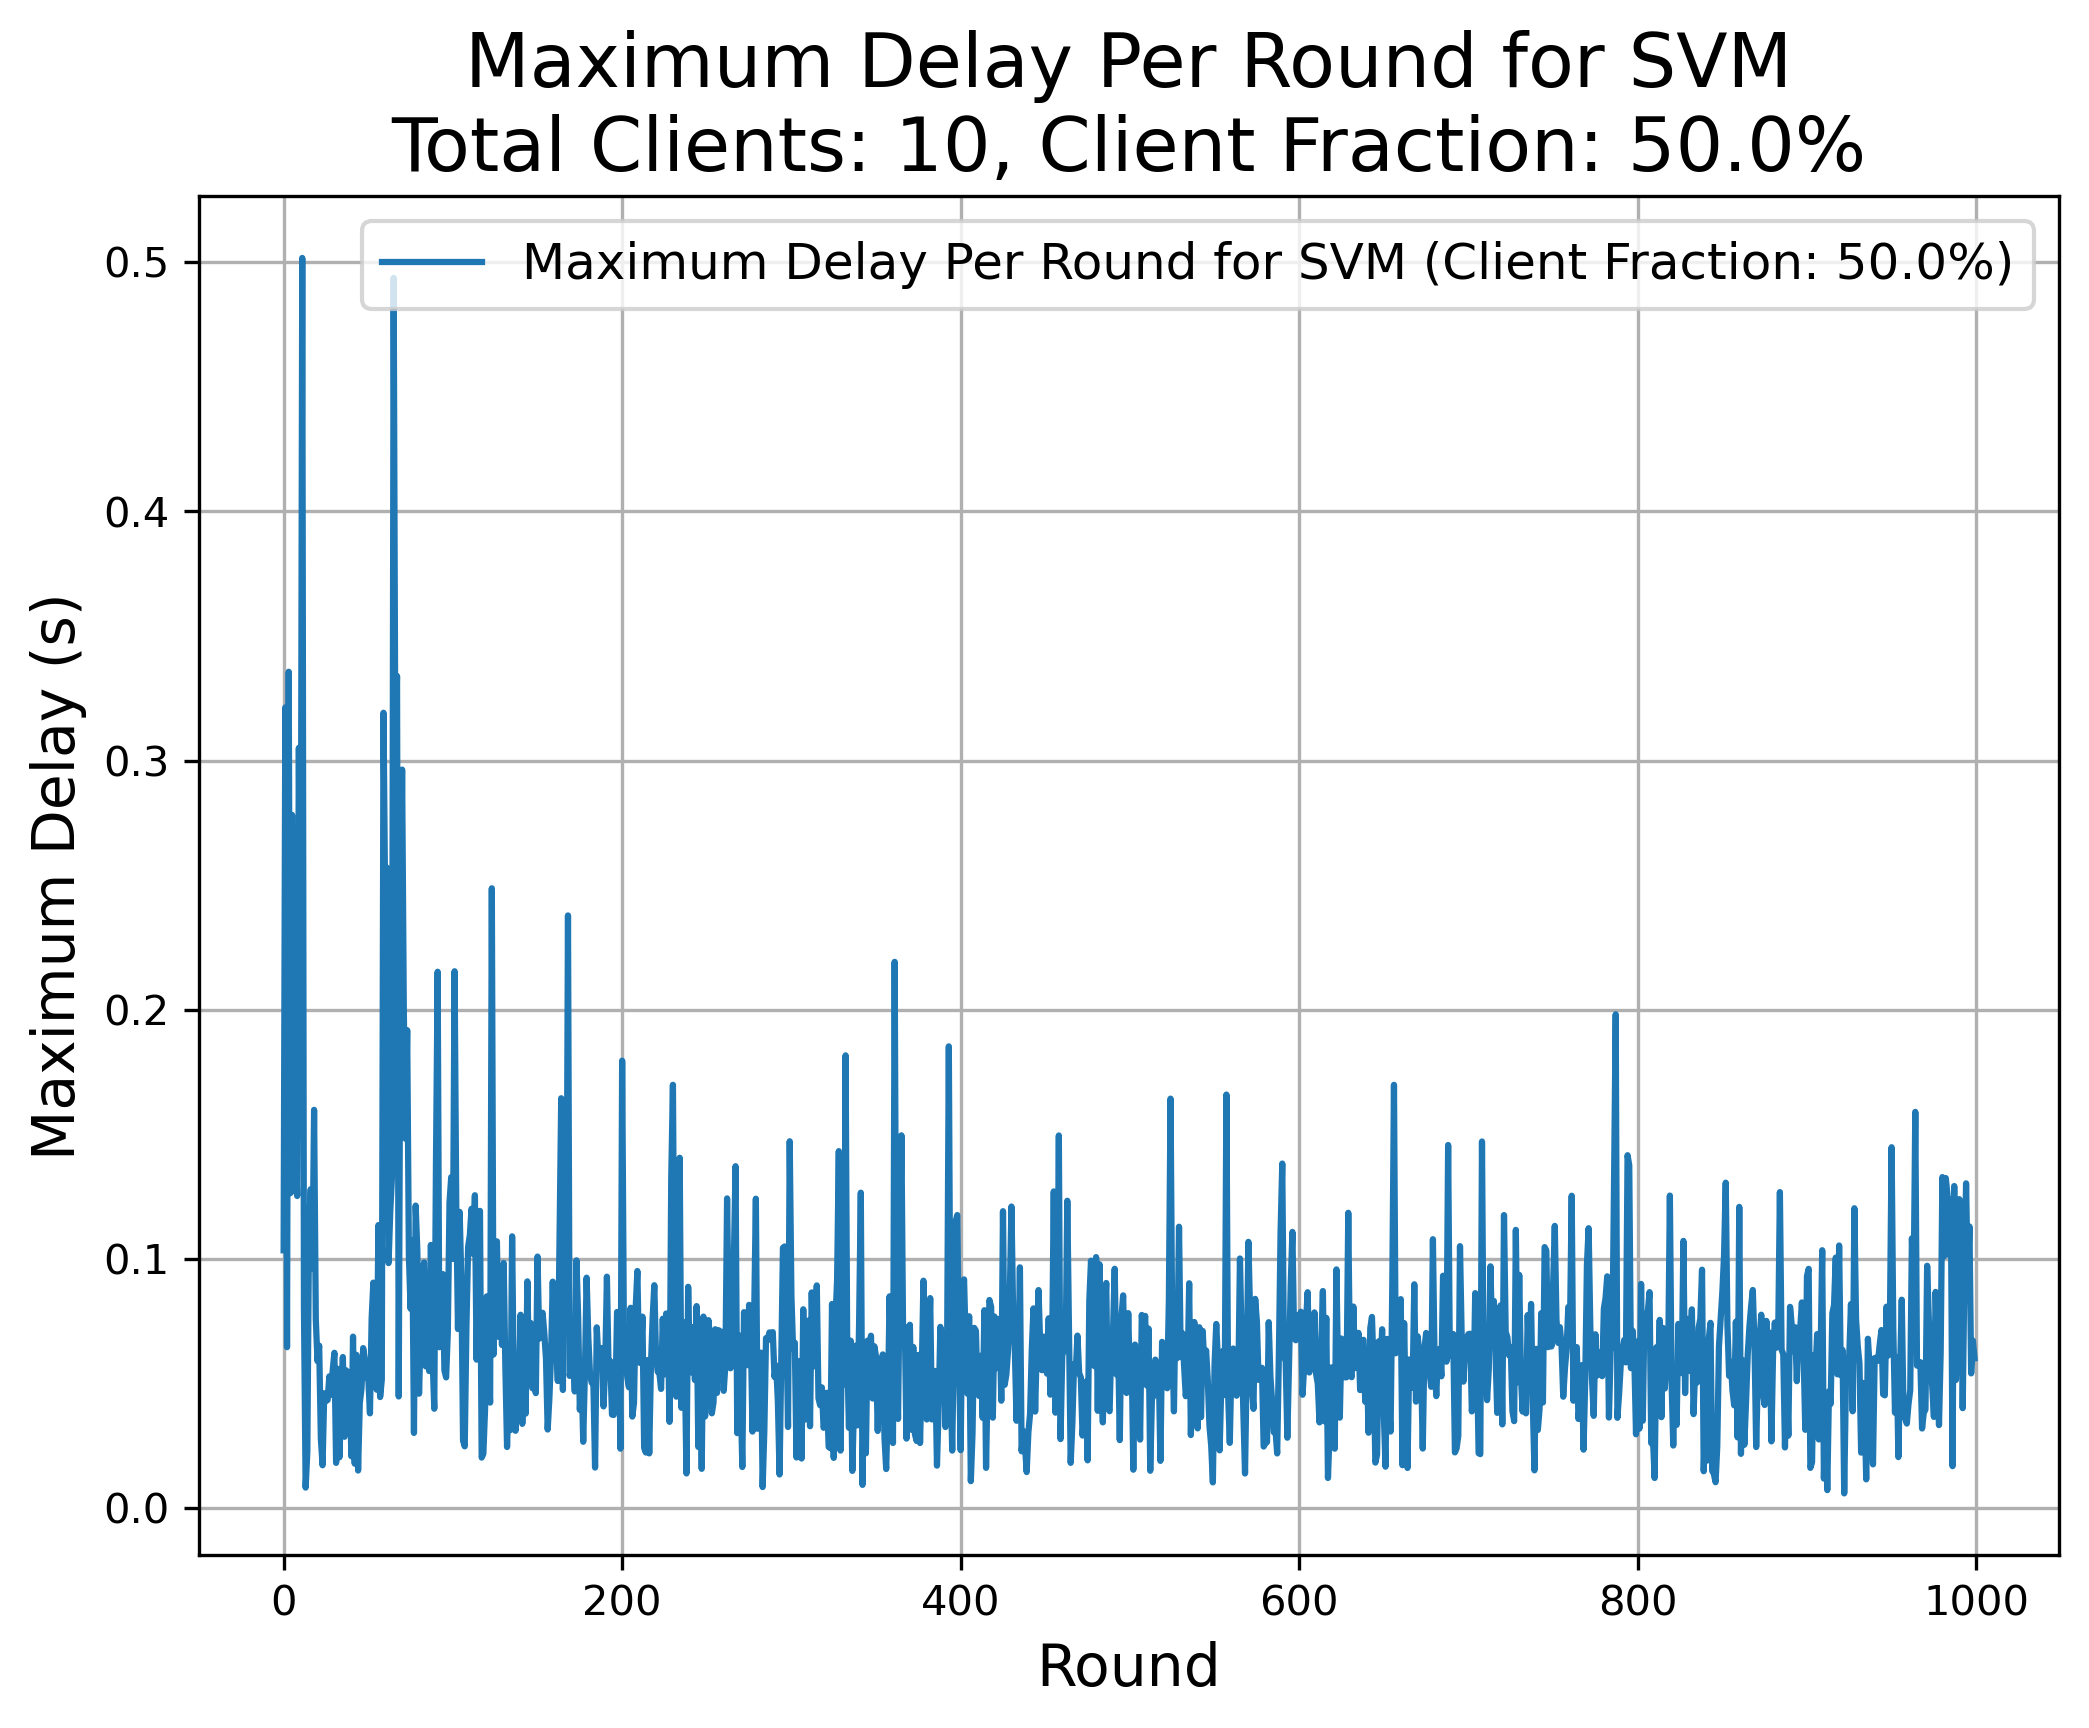 Maximum Delay Per Round for SVM
Total Clients: 10, Client Fraction: 50.0%
Maximum Delay Per Round for SVM (Client Fraction: 50.0%)
Maximum Delay (s)
0.5
0.4
0.3
0.2
0.1
0.0
0
200
400
600
800
1000
Round